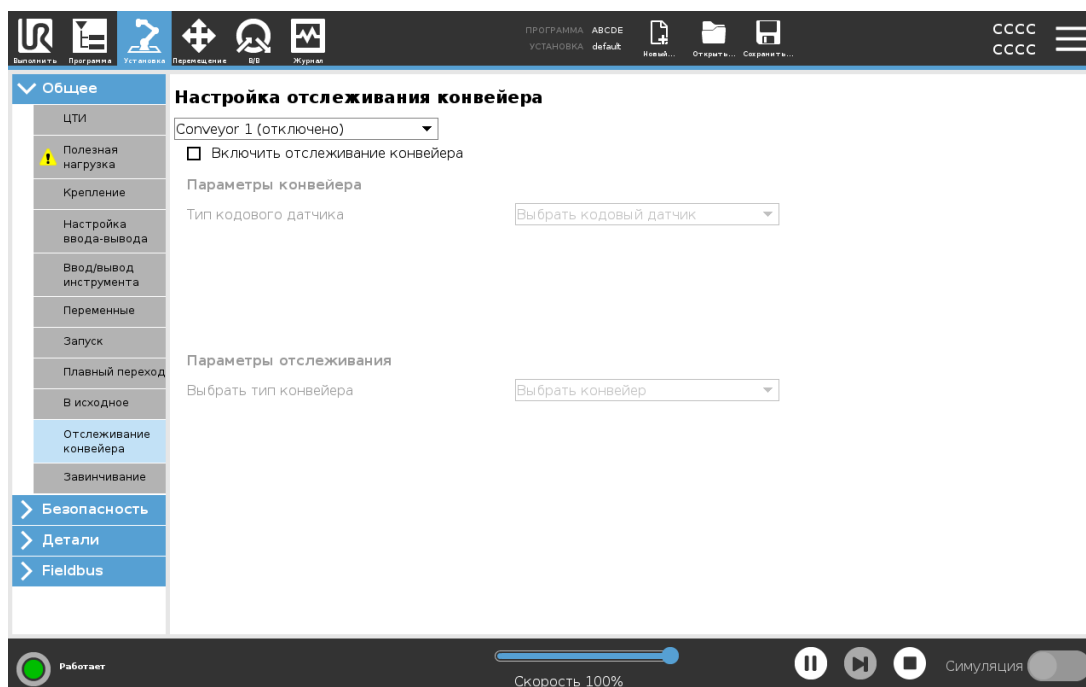 UR
ПРОГРАММА ABCDE
УСТАНОВКА default
Выполнить
Программа
Установка
Перемещение
В/В
Журнал
Новый...
Открыть...
Сохранить...
CCCC
CCCC
Общее
ЦТИ
Полезная
нагрузка
Крепление
Настройка
ввода-вывода
Ввод/вывод
инструмента
Переменные
Запуск
Плавный переход
В исходное
Отслеживание
конвейера
Завинчивание
Безопасность
Детали
Fieldbus
Настройка отслеживания конвейера
Conveyor 1 (отключено)
Включить отслеживание конвейера
Параметры конвейера
Тип кодового датчика
Выбрать кодовый датчик
Параметры отслеживания
Выбрать тип конвейера
Выбрать конвейер
Работает
Скорость 100%
Симуляция